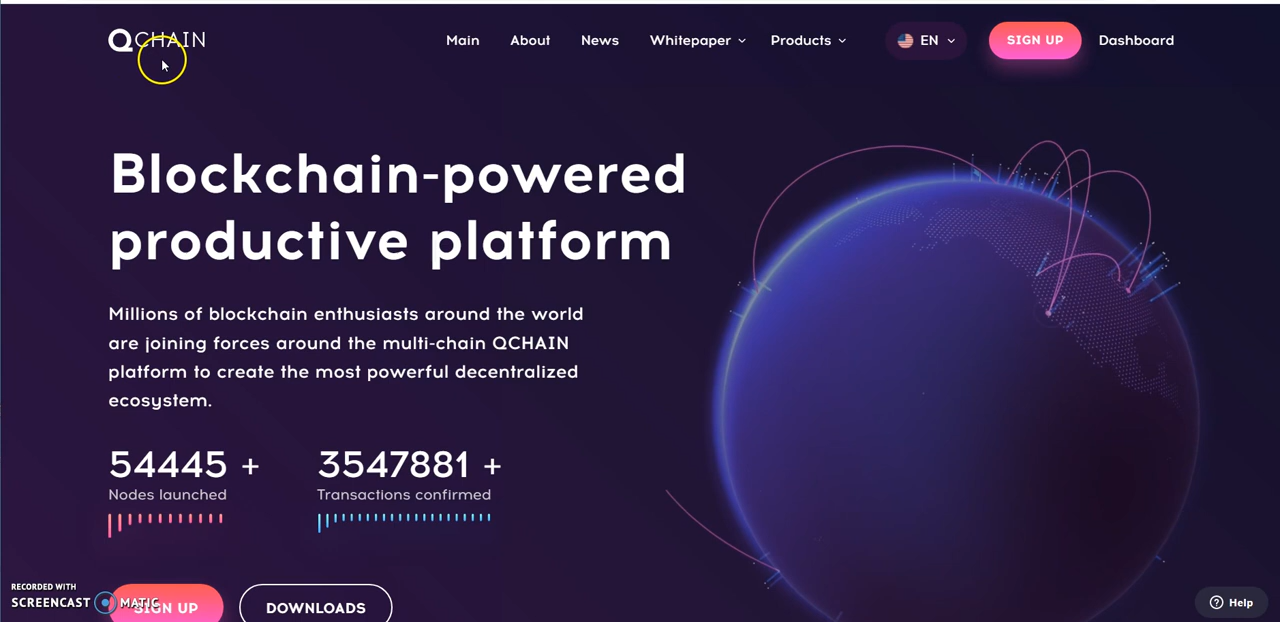 QCHAIN
Main
About
News
Whitepaper
Products
EN
SIGN UP
Dashboard
Blockchain-powered
productive platform
Millions of blockchain enthusiasts around the world
are joining forces around the multi-chain QCHAIN
platform to create the most powerful decentralized
ecosystem.
54445 +
3547881 +
Nodes launched
Transactions confirmed
RECORDED WITH
SCREENCAST MATIC
SIGN UP
DOWNLOADS
Help